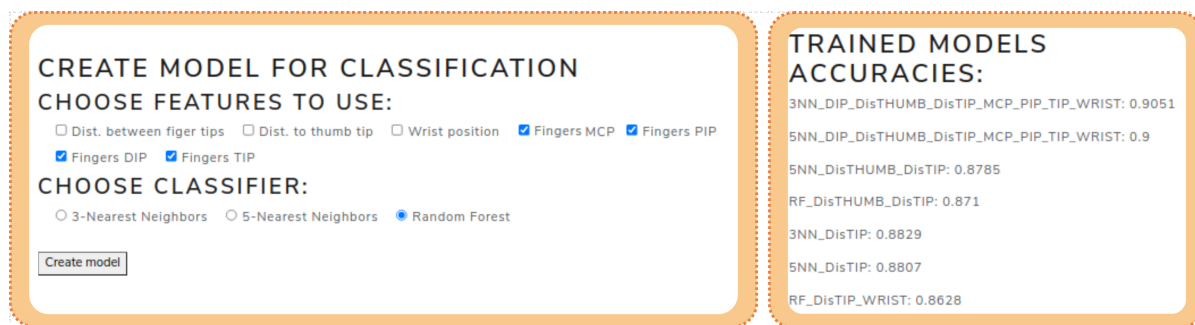 CREATE MODEL FOR CLASSIFICATION
CHOOSE FEATURES TO USE:
Dist. between figer tips Dist. to thumb tip Wrist position Fingers MCP Fingers PIP
Fingers DIP Fingers TIP
CHOOSE CLASSIFIER:
3-Nearest Neighbors 5-Nearest Neighbors Random Forest
Create model
TRAINED MODELS
ACCURACIES:
3NN_DIP_DisTHUMB_DisTIP_MCP_PIP_TIP_WRIST: 0.9051
5NN_DIP_DisTHUMB_DisTIP_MCP_PIP_TIP_WRIST: 0.9
5NN_DisTHUMB_DisTIP: 0.8785
RF_DisTHUMB_DisTIP: 0.871
3NN_DisTIP: 0.8829
5NN_DisTIP: 0.8807
RF_DisTIP_WRIST: 0.8628